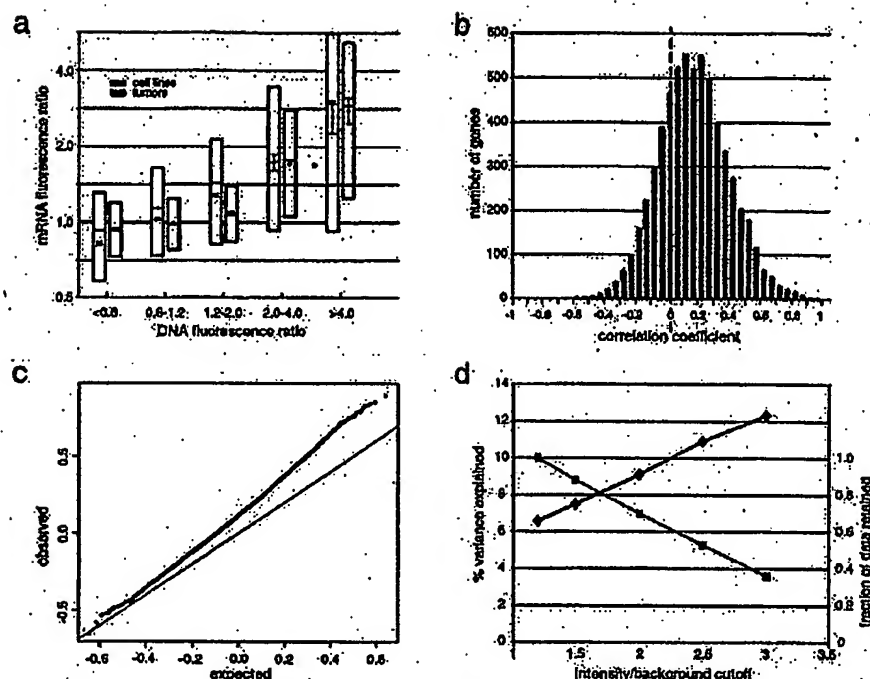 a
mRNA fluorescence ratio
4.0
2.0
1.0
0.5
cell lines
tumors
<0.8
0.8-1.2
1.2-2.0
2.0-4.0
>4.0
DNA fluorescence ratio
b
number of genes
600
500
400
300
200
100
0
-1 -0.8 -0.6 -0.4 -0.2 0 0.2 0.4 0.6 0.8 1
correlation coefficient
c
observed
0.5
0.0
-0.5
-0.6 -0.4 -0.2 0.0 0.2 0.4 0.6
expected
d
% variance explained
14
12
10
8
6
4
2
0
1.0
0.8
0.6
0.4
0.2
0
fraction of data retained
1 1.5 2 2.5 3 3.5
intensity/background cutoff